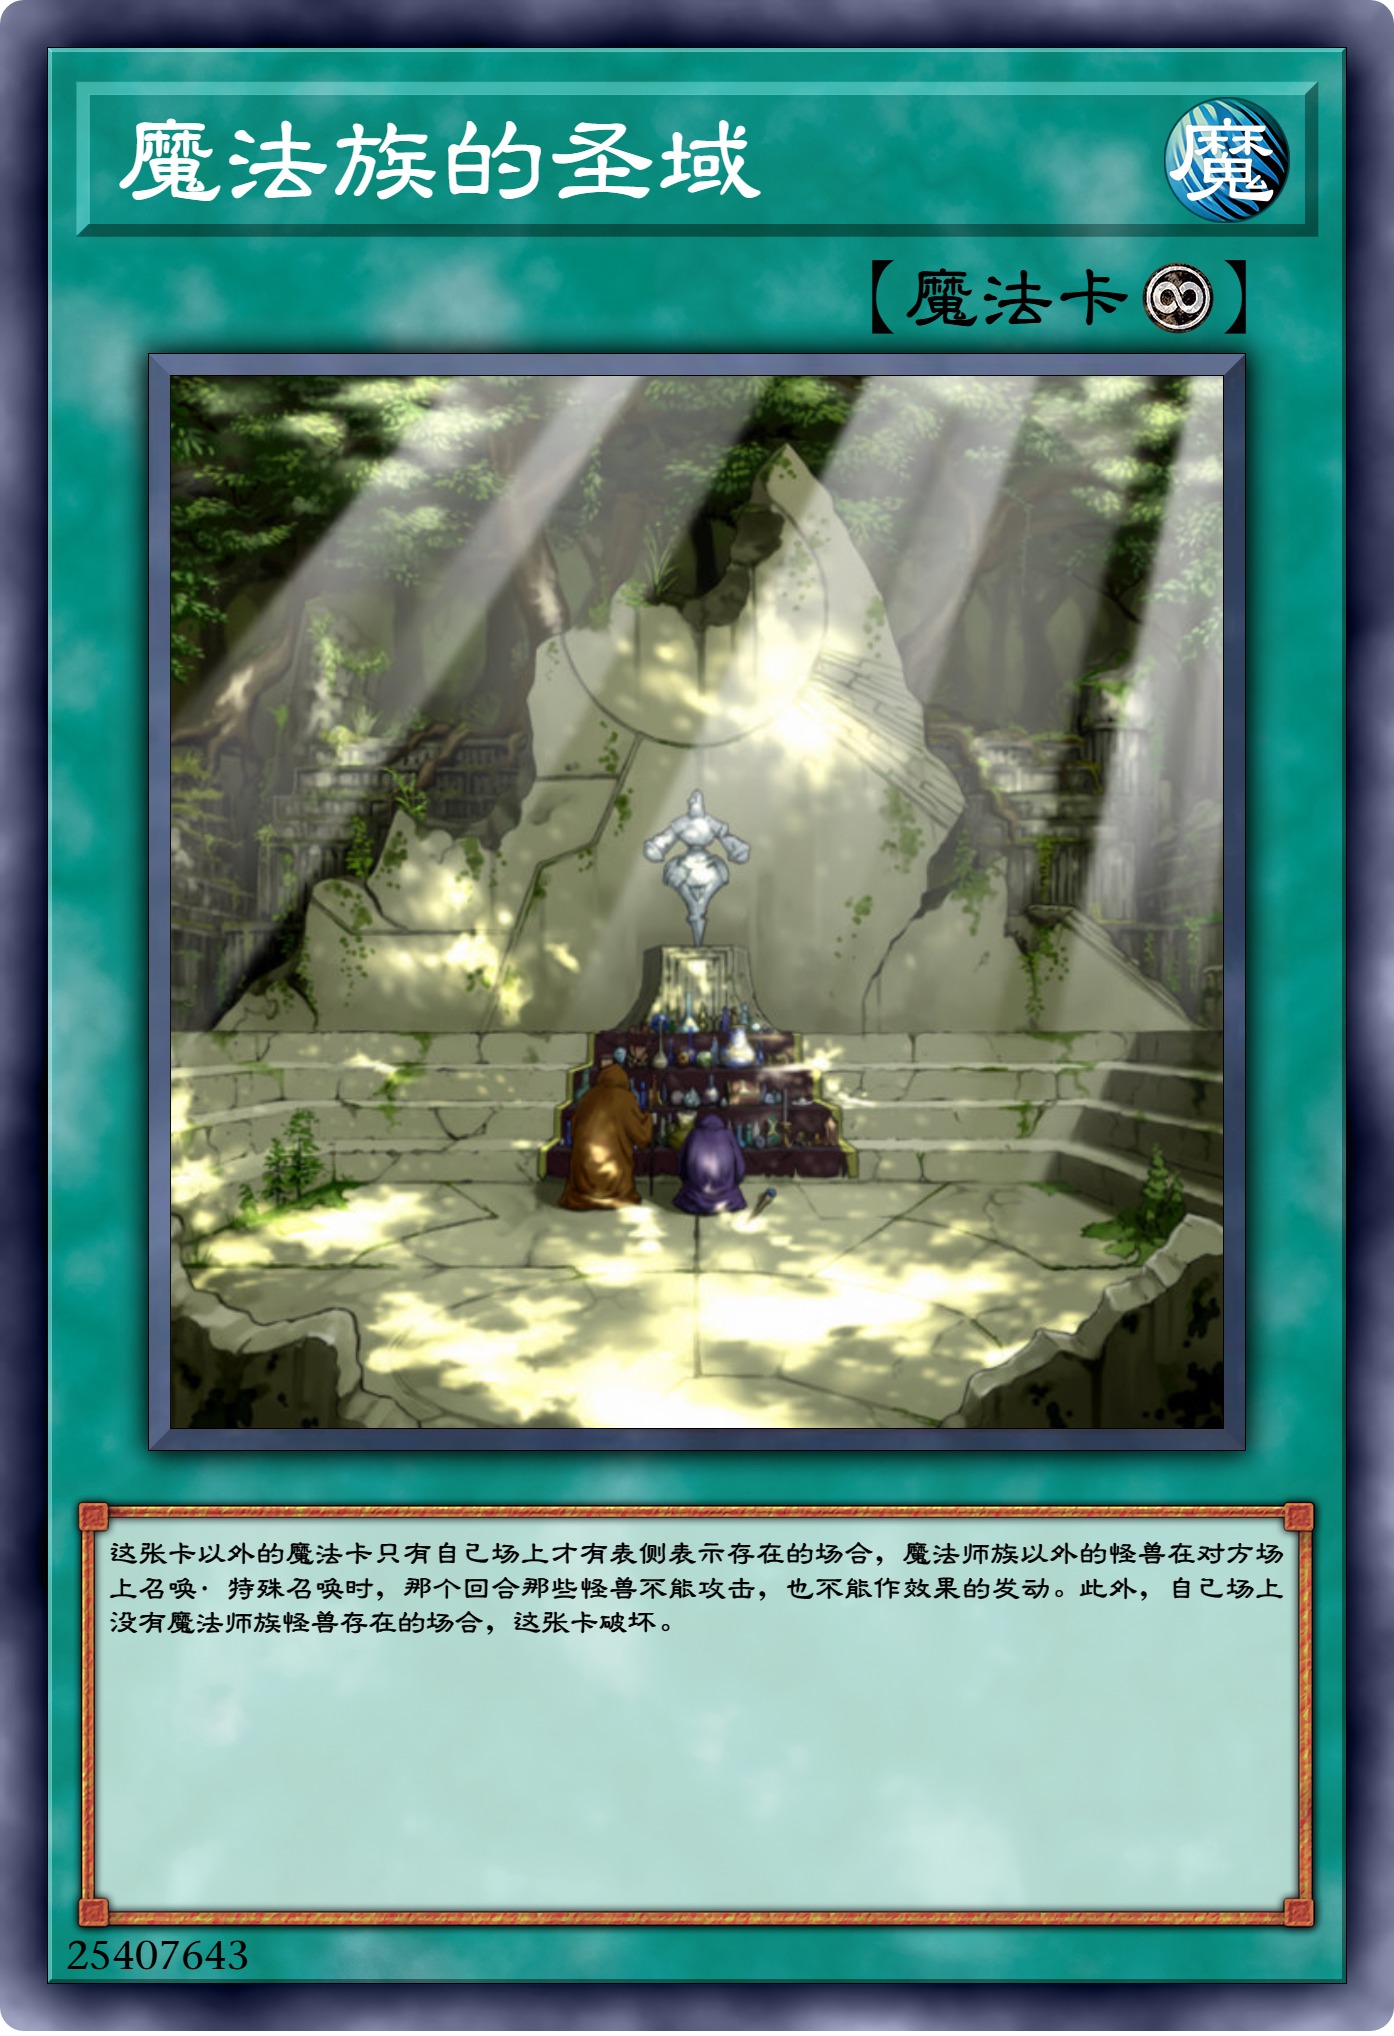 魔法族的圣域
魔
【魔法卡】
这张卡以外的魔法卡只有自己场上才有表侧表示存在的场合，魔法师族以外的怪兽在对方场
上召唤·特殊召唤时，那个回合那些怪兽不能攻击，也不能作效果的发动。此外，自己场上
没有魔法师族怪兽存在的场合，这张卡破坏。
25407643